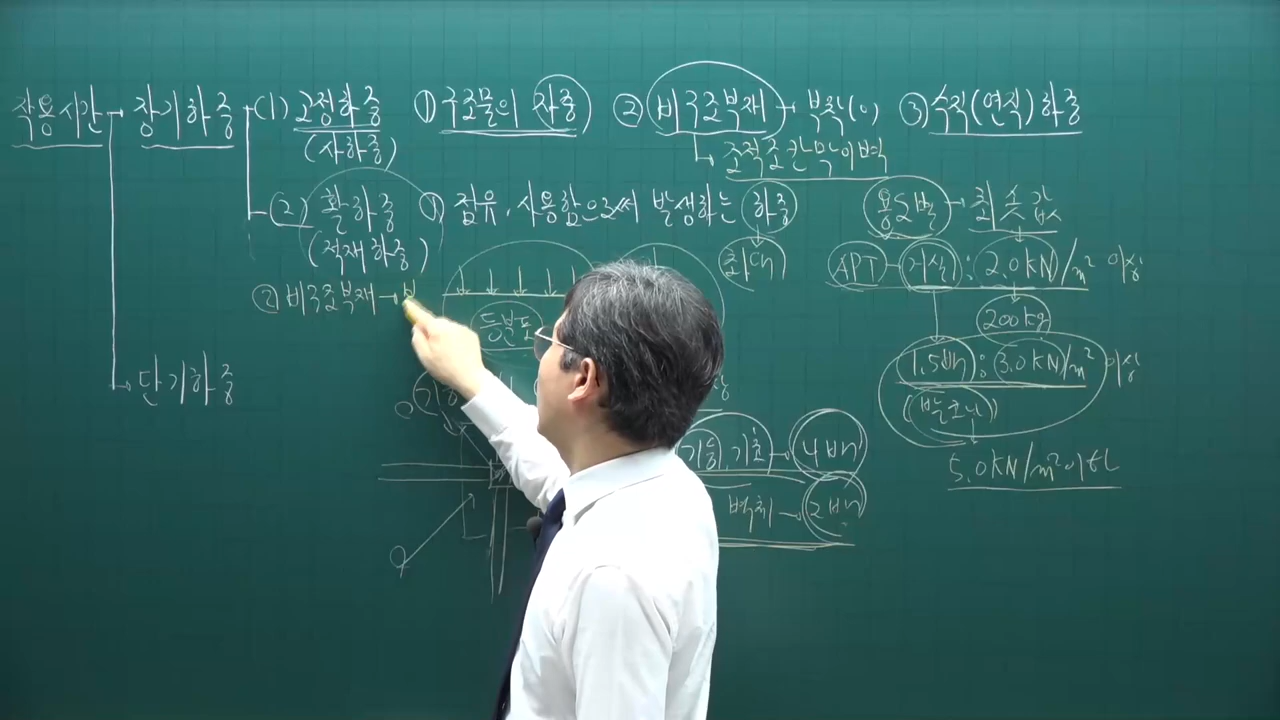 작용시간 → 장기하중 (1) 고정하중 ① 구조물의 자중 ② 비구조부재 → 부착(O) ③ 수직(연직)하중
(사하중) → 조적조 칸막이벽
(2) 활하중 ① 점유, 사용함으로써 발생하는 하중 용도별 → 최솟값
(적재하중) 최대 APT - 거실 : 2.0kN/m² 이상
② 비구조부재 →
등분포 200kg
→ 단기하중 1.5배 : 3.0kN/m² 이상
(발코니)
기둥, 기초 → 4배 5.0kN/m² 이상
벽체 → 2배